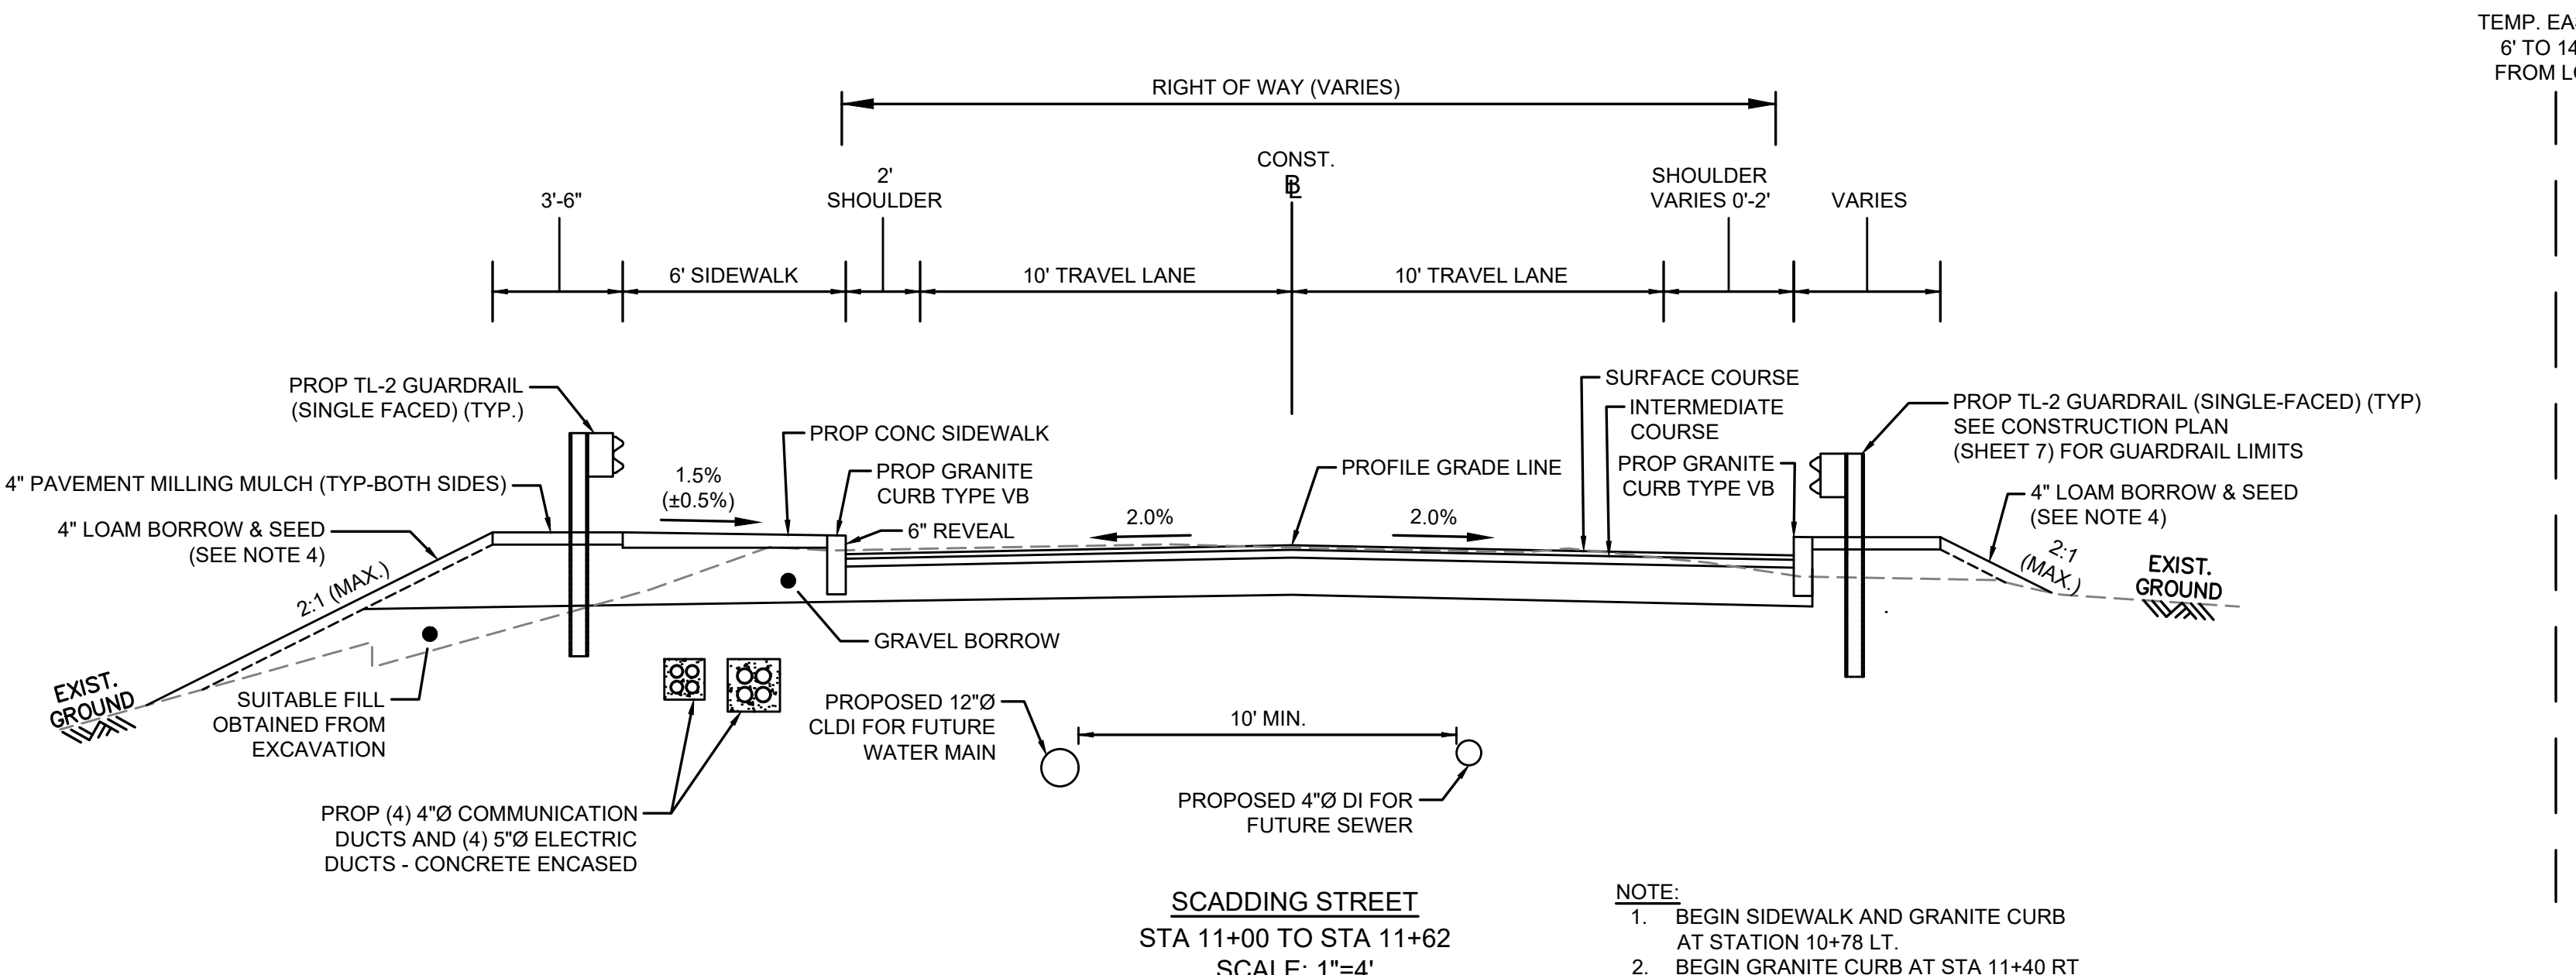 TEMP. EA
6' TO 14
FROM L
RIGHT OF WAY (VARIES)
CONST.
BL
3'-6"
2'
SHOULDER
SHOULDER
VARIES 0'-2'
VARIES
6' SIDEWALK
10' TRAVEL LANE
10' TRAVEL LANE
PROP TL-2 GUARDRAIL
(SINGLE FACED) (TYP.)
4" PAVEMENT MILLING MULCH (TYP-BOTH SIDES)
4" LOAM BORROW & SEED
(SEE NOTE 4)
2:1 (MAX.)
EXIST.
GROUND
SUITABLE FILL
OBTAINED FROM
EXCAVATION
1.5%
(±0.5%)
PROP CONC SIDEWALK
PROP GRANITE
CURB TYPE VB
6" REVEAL
2.0%
2.0%
PROFILE GRADE LINE
SURFACE COURSE
INTERMEDIATE
COURSE
PROP GRANITE
CURB TYPE VB
PROP TL-2 GUARDRAIL (SINGLE-FACED) (TYP)
SEE CONSTRUCTION PLAN
(SHEET 7) FOR GUARDRAIL LIMITS
4" LOAM BORROW & SEED
(SEE NOTE 4)
2:1
(MAX.)
EXIST.
GROUND
GRAVEL BORROW
PROPOSED 12"Ø
CLDI FOR FUTURE
WATER MAIN
10' MIN.
PROPOSED 4"Ø DI FOR
FUTURE SEWER
PROP (4) 4"Ø COMMUNICATION
DUCTS AND (4) 5"Ø ELECTRIC
DUCTS - CONCRETE ENCASED
SCADDING STREET
STA 11+00 TO STA 11+62
SCALE: 1"=4'
NOTE:
1. BEGIN SIDEWALK AND GRANITE CURB
AT STATION 10+78 LT.
2. BEGIN GRANITE CURB AT STA 11+40 RT